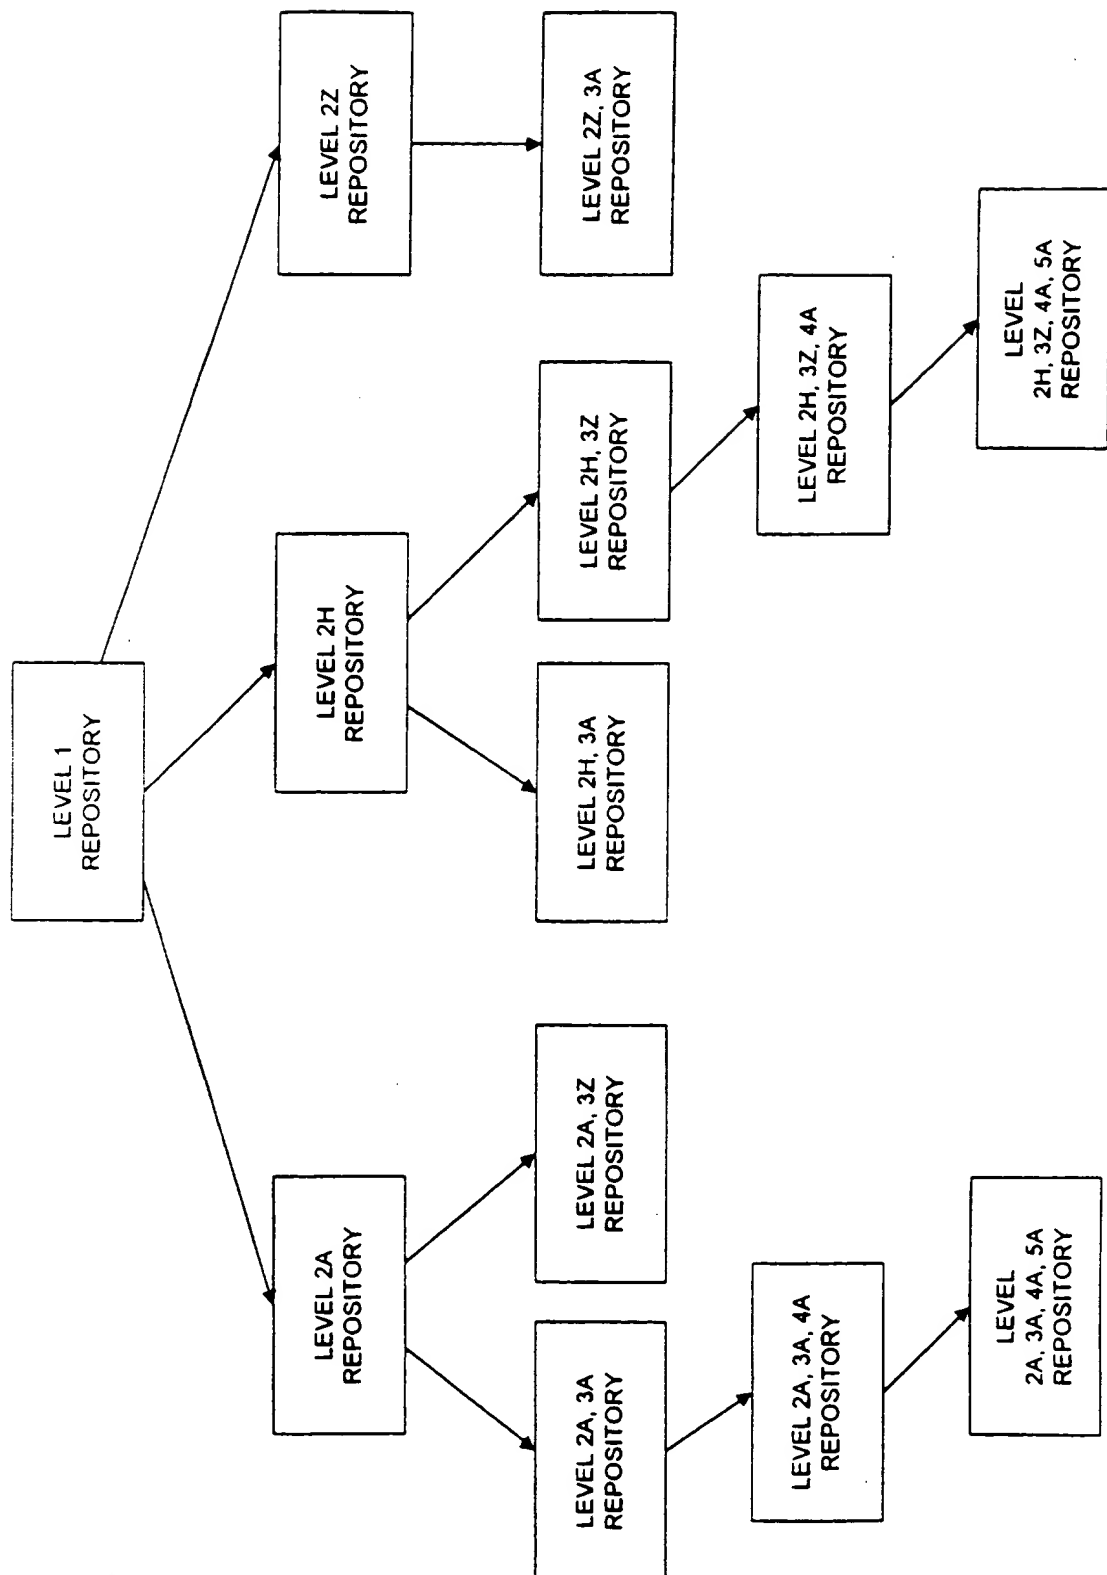 LEVEL 1
REPOSITORY
LEVEL 2A
REPOSITORY
LEVEL 2H
REPOSITORY
LEVEL 2Z
REPOSITORY
LEVEL 2A, 3A
REPOSITORY
LEVEL 2A, 3Z
REPOSITORY
LEVEL 2H, 3A
REPOSITORY
LEVEL 2H, 3Z
REPOSITORY
LEVEL 2Z, 3A
REPOSITORY
LEVEL 2A, 3A, 4A
REPOSITORY
LEVEL 2H, 3Z, 4A
REPOSITORY
LEVEL
2A, 3A, 4A, 5A
REPOSITORY
LEVEL
2H, 3Z, 4A, 5A
REPOSITORY